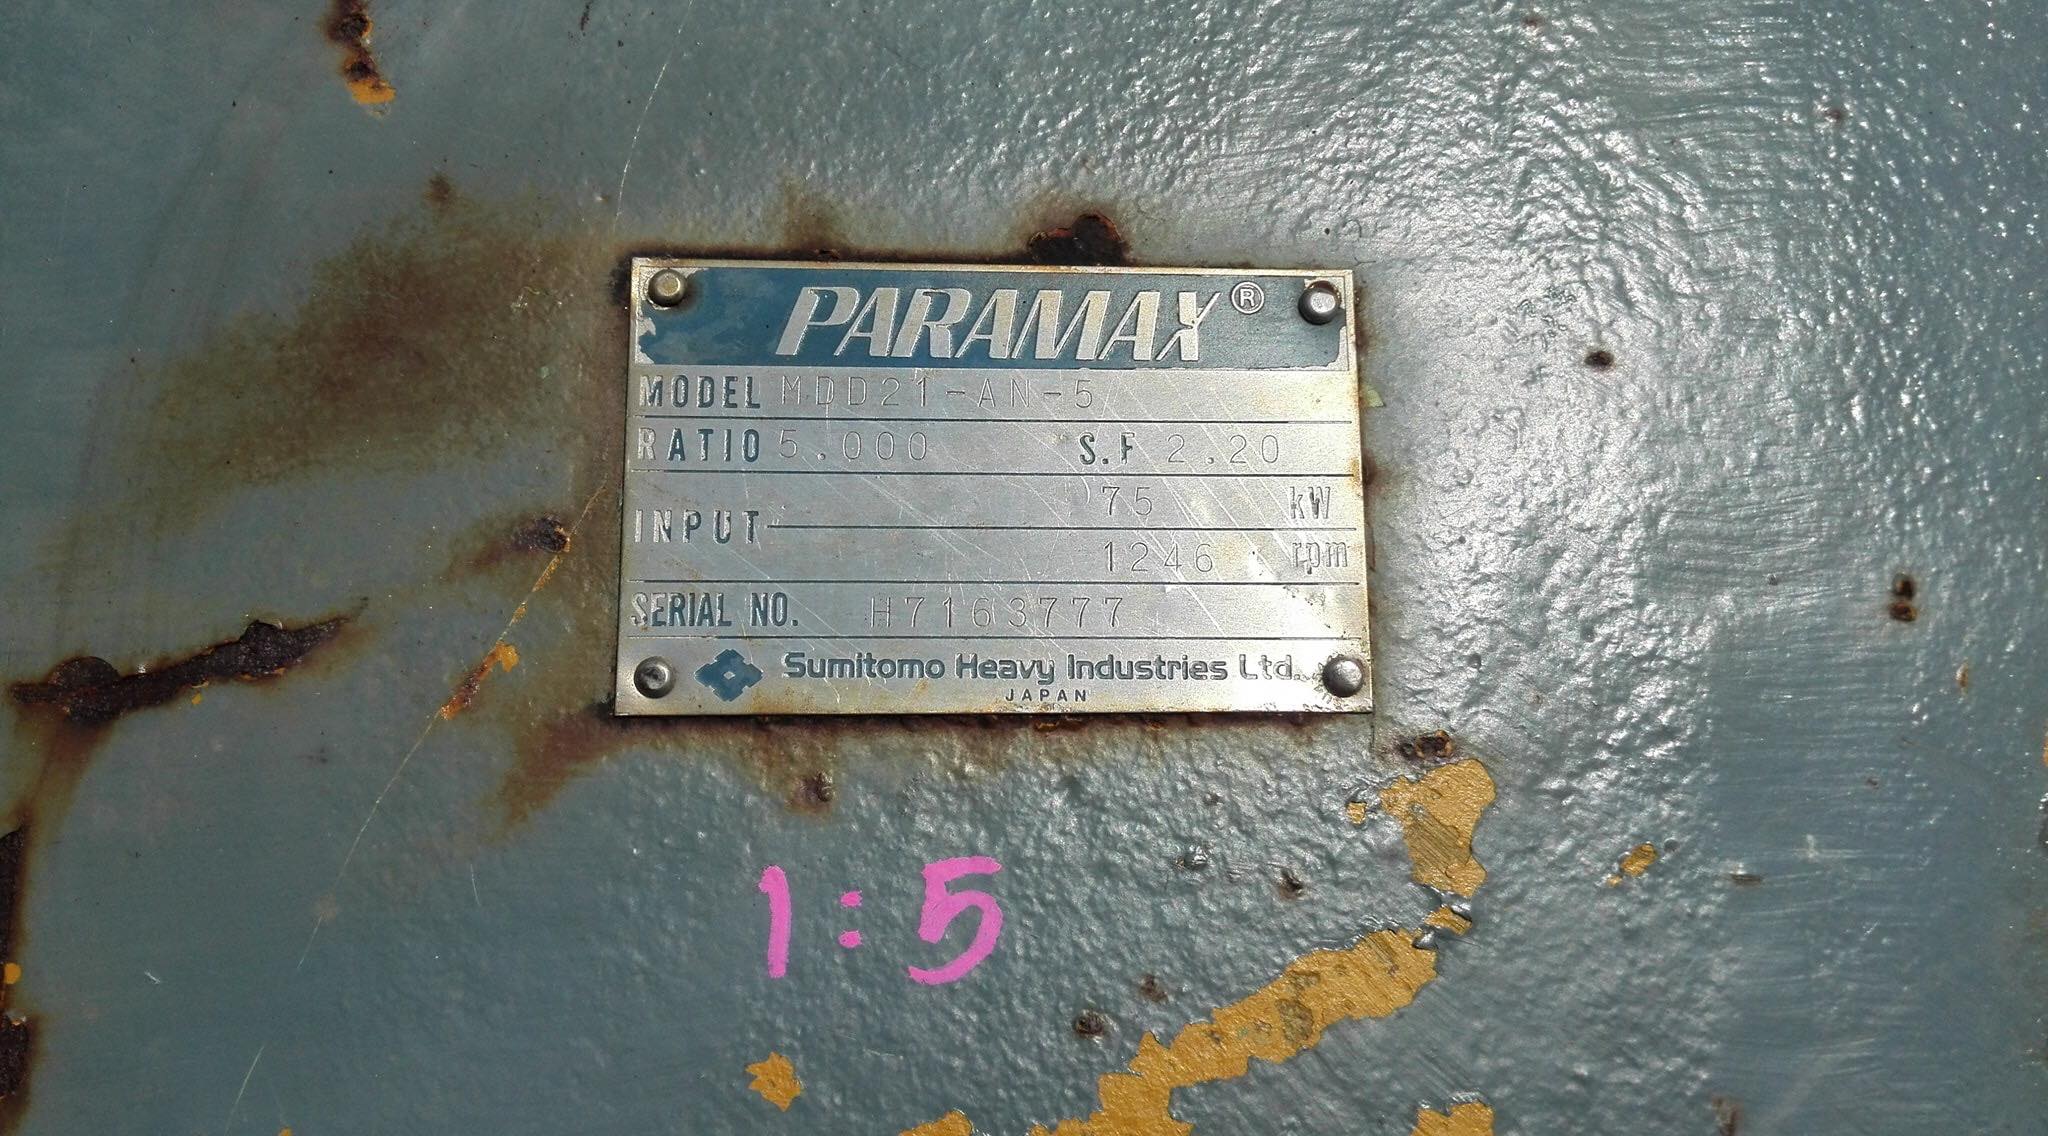 PARAMAX®
MODEL MDD21-AN-5
RATIO 5.000 S.F 2.20
INPUT 75 kW
1246 rpm
SERIAL NO. H7163777
Sumitomo Heavy Industries Ltd.
JAPAN
1:5